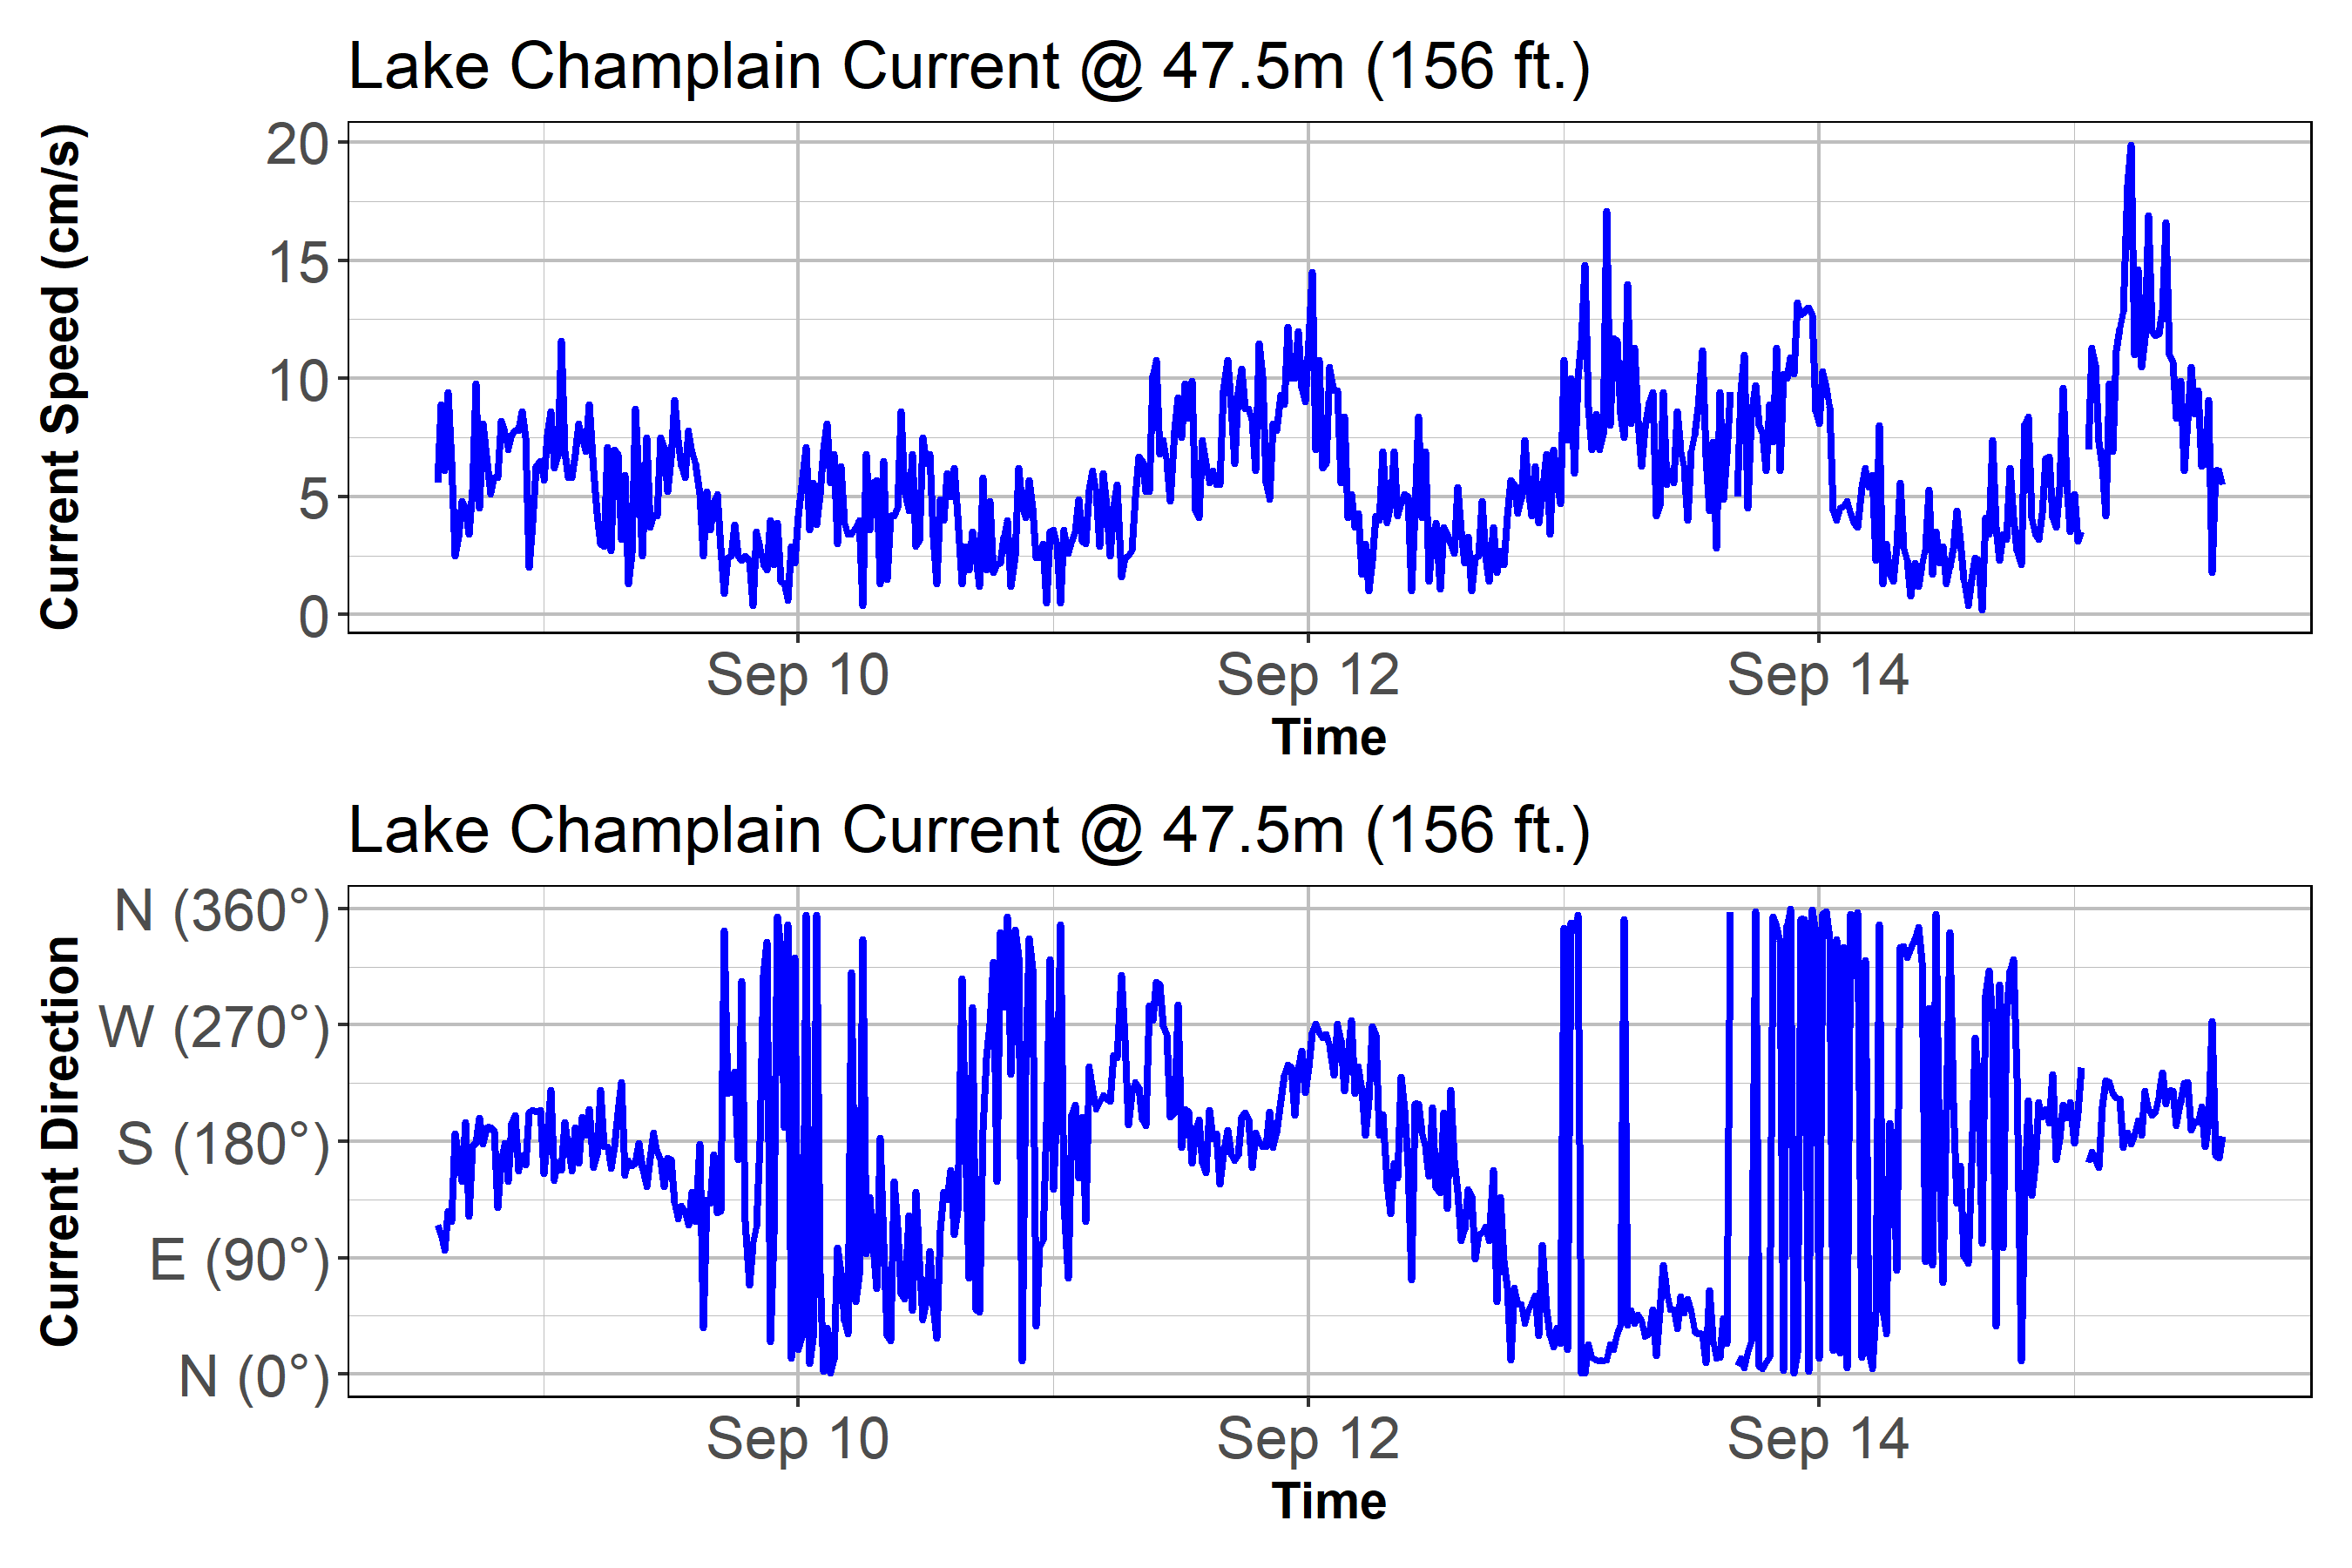 Lake Champlain Current @ 47.5m (156 ft.)
Current Speed (cm/s)
20
15
10
5
0
Sep 10 Sep 12 Sep 14
Time
Lake Champlain Current @ 47.5m (156 ft.)
Current Direction
N (360°)
W (270°)
S (180°)
E (90°)
N (0°)
Sep 10 Sep 12 Sep 14
Time